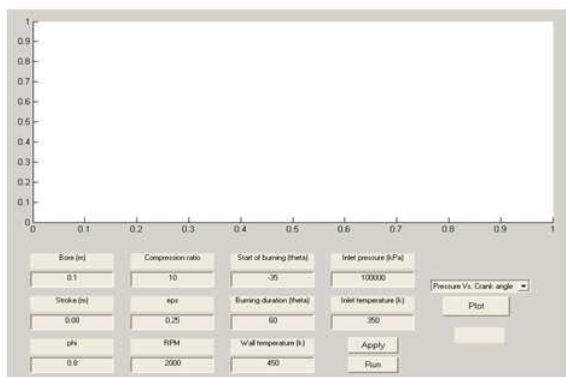 1
0.9
0.8
0.7
0.6
0.5
0.4
0.3
0.2
0.1
0
0 0.1 0.2 0.3 0.4 0.5 0.6 0.7 0.8 0.9 1
Bore (m) Compression ratio Start of burning (theta) Inlet pressure (kPa)
0.1 10 -35 100000
Pressure Vs. Crank angle
Stroke (m) eps Burning duration (theta) Inlet temperature (k)
Plot
0.08 0.25 60 350
phi RPM Wall temperature (k) Apply
0.8 2000 450 Run